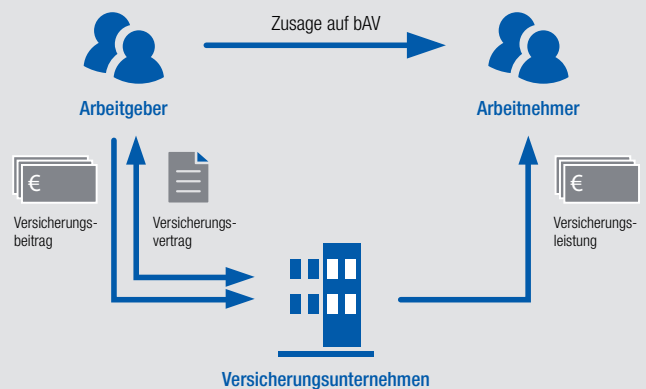 Zusage auf bAV
Arbeitgeber
Arbeitnehmer
€
Versicherungs-
beitrag
Versicherungs-
vertrag
€
Versicherungs-
leistung
Versicherungsunternehmen